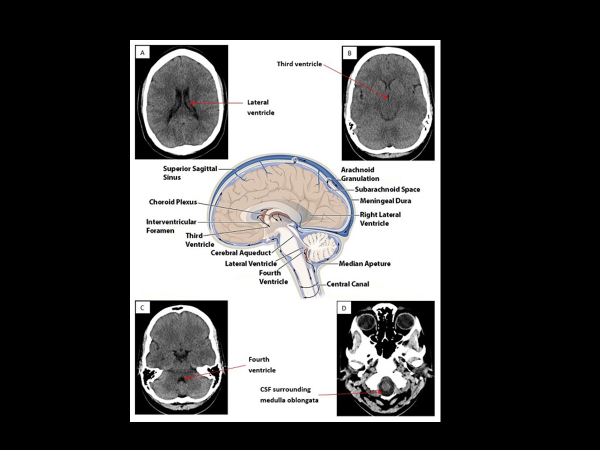 A
B
Third ventricle
Lateral
ventricle
Superior Sagittal
Sinus
Arachnoid
Granulation
Subarachnoid Space
Choroid Plexus
Meningeal Dura
Interventricular
Foramen
Right Lateral
Ventricle
Third
Ventricle
Cerebral Aqueduct
Lateral Ventricle
Median Apeture
Fourth
Ventricle
Central Canal
C
D
Fourth
ventricle
CSF surrounding
medulla oblongata